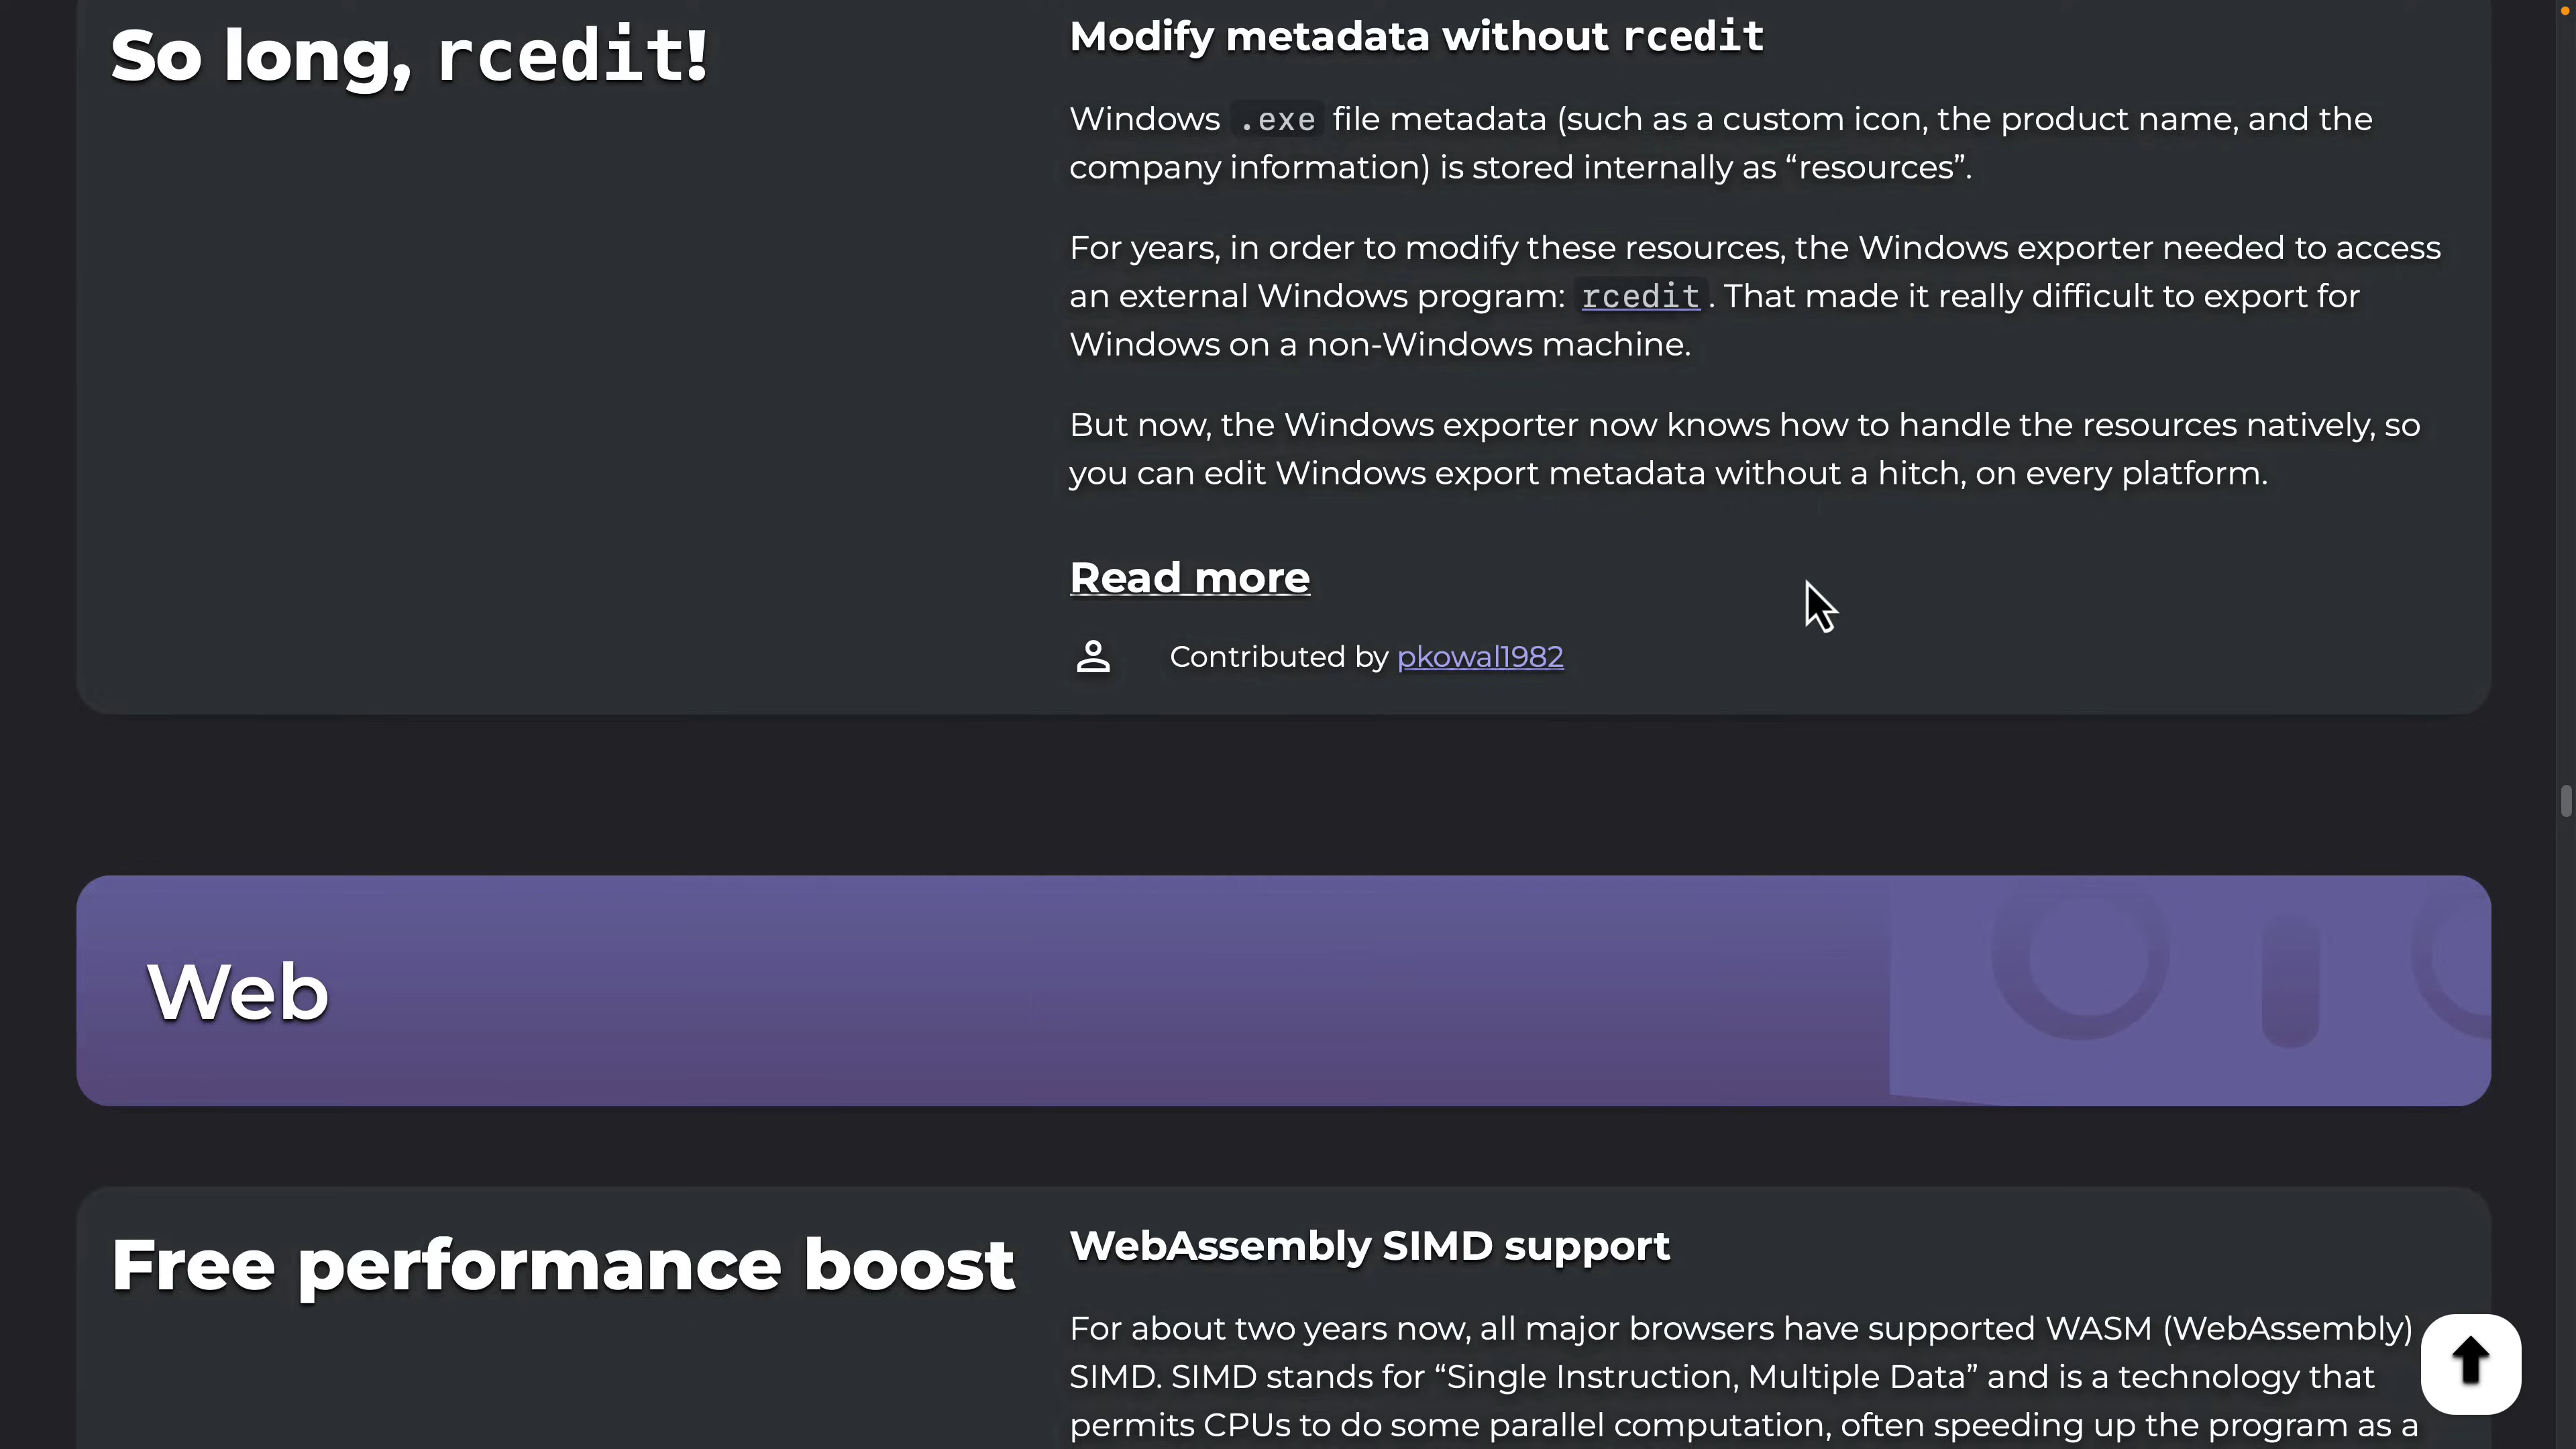 So long, rcedit!
Modify metadata without rcedit
Windows .exe file metadata (such as a custom icon, the product name, and the
company information) is stored internally as “resources”.
For years, in order to modify these resources, the Windows exporter needed to access
an external Windows program: rcedit. That made it really difficult to export for
Windows on a non-Windows machine.
But now, the Windows exporter now knows how to handle the resources natively, so
you can edit Windows export metadata without a hitch, on every platform.
Read more
Contributed by pkowal1982
Web
Free performance boost
WebAssembly SIMD support
For about two years now, all major browsers have supported WASM (WebAssembly)
SIMD. SIMD stands for “Single Instruction, Multiple Data” and is a technology that
permits CPUs to do some parallel computation, often speeding up the program as a